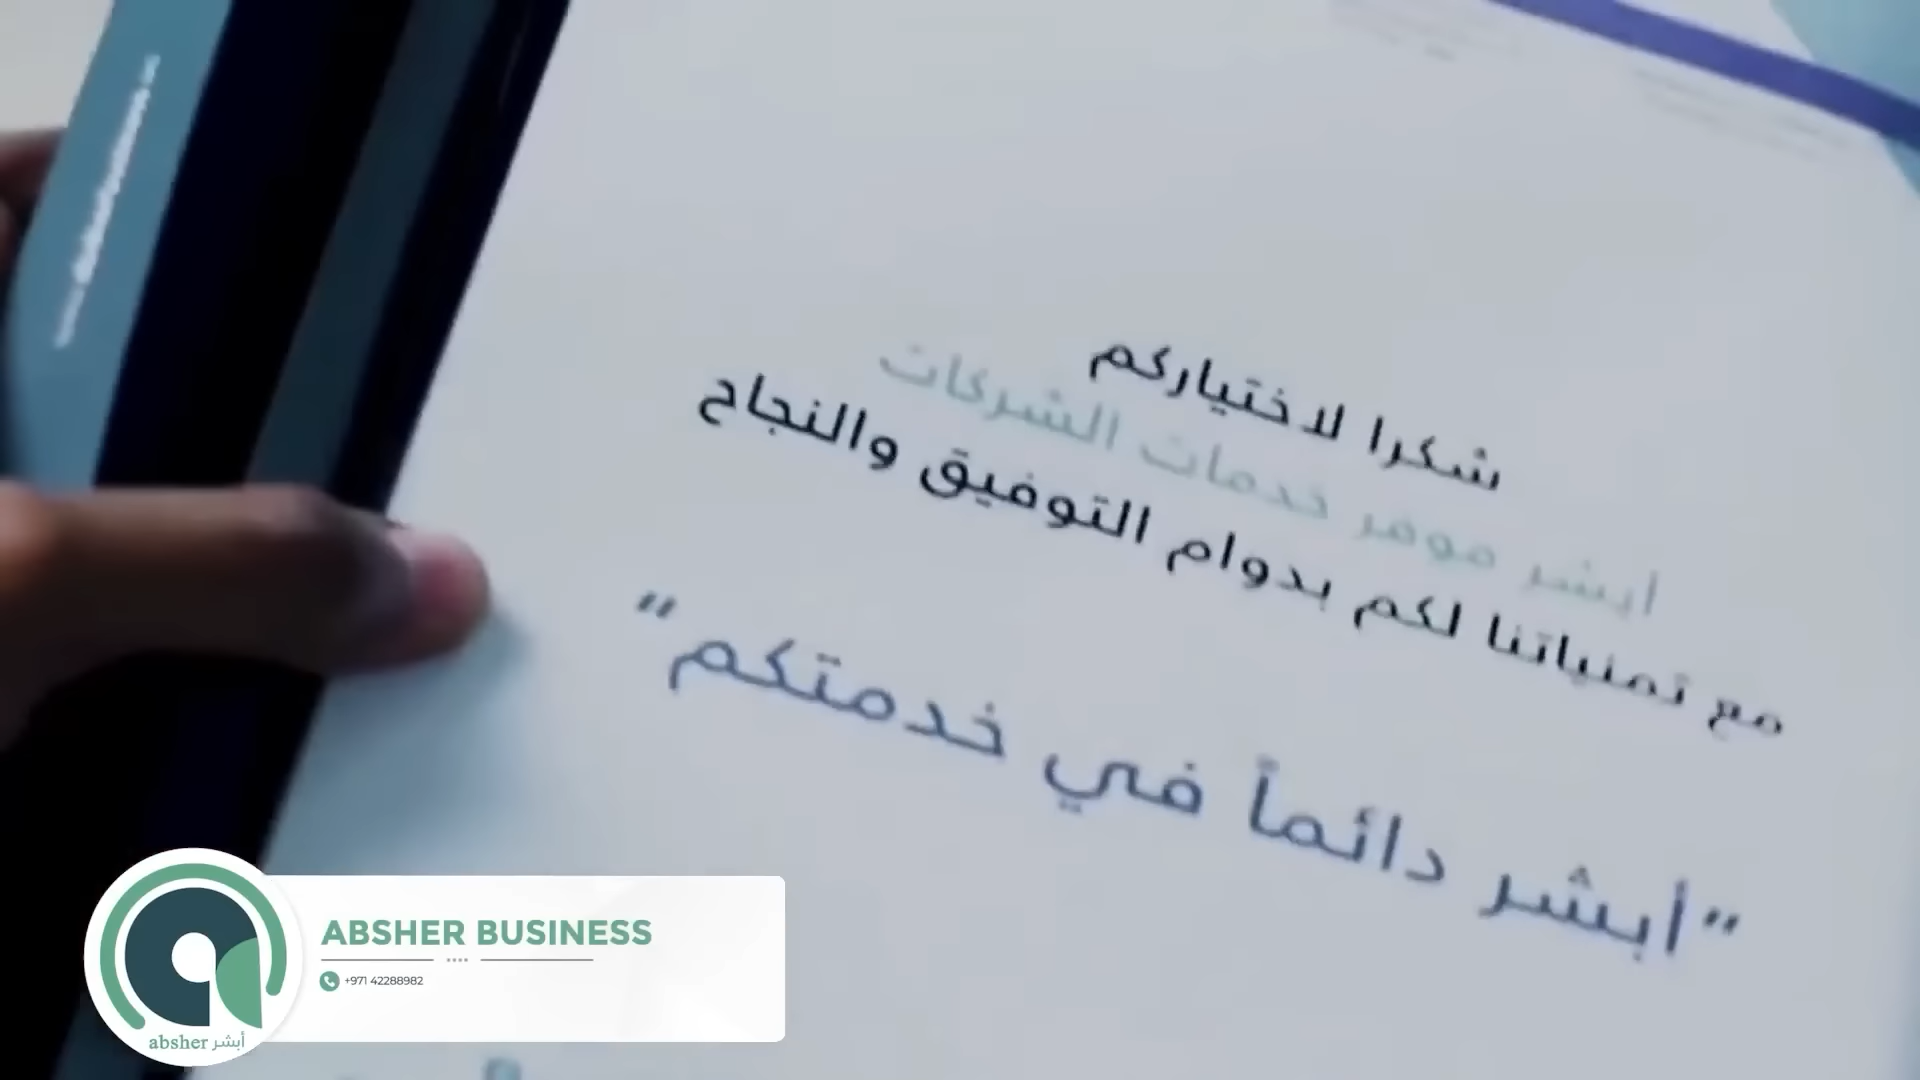 شكرا لاختياركم
أبشر موفر خدمات الشركات
مع تمنياتنا لكم بدوام التوفيق والنجاح
"أبشر دائماً في خدمتكم"
ABSHER BUSINESS
+971 42288982
absher أبشر